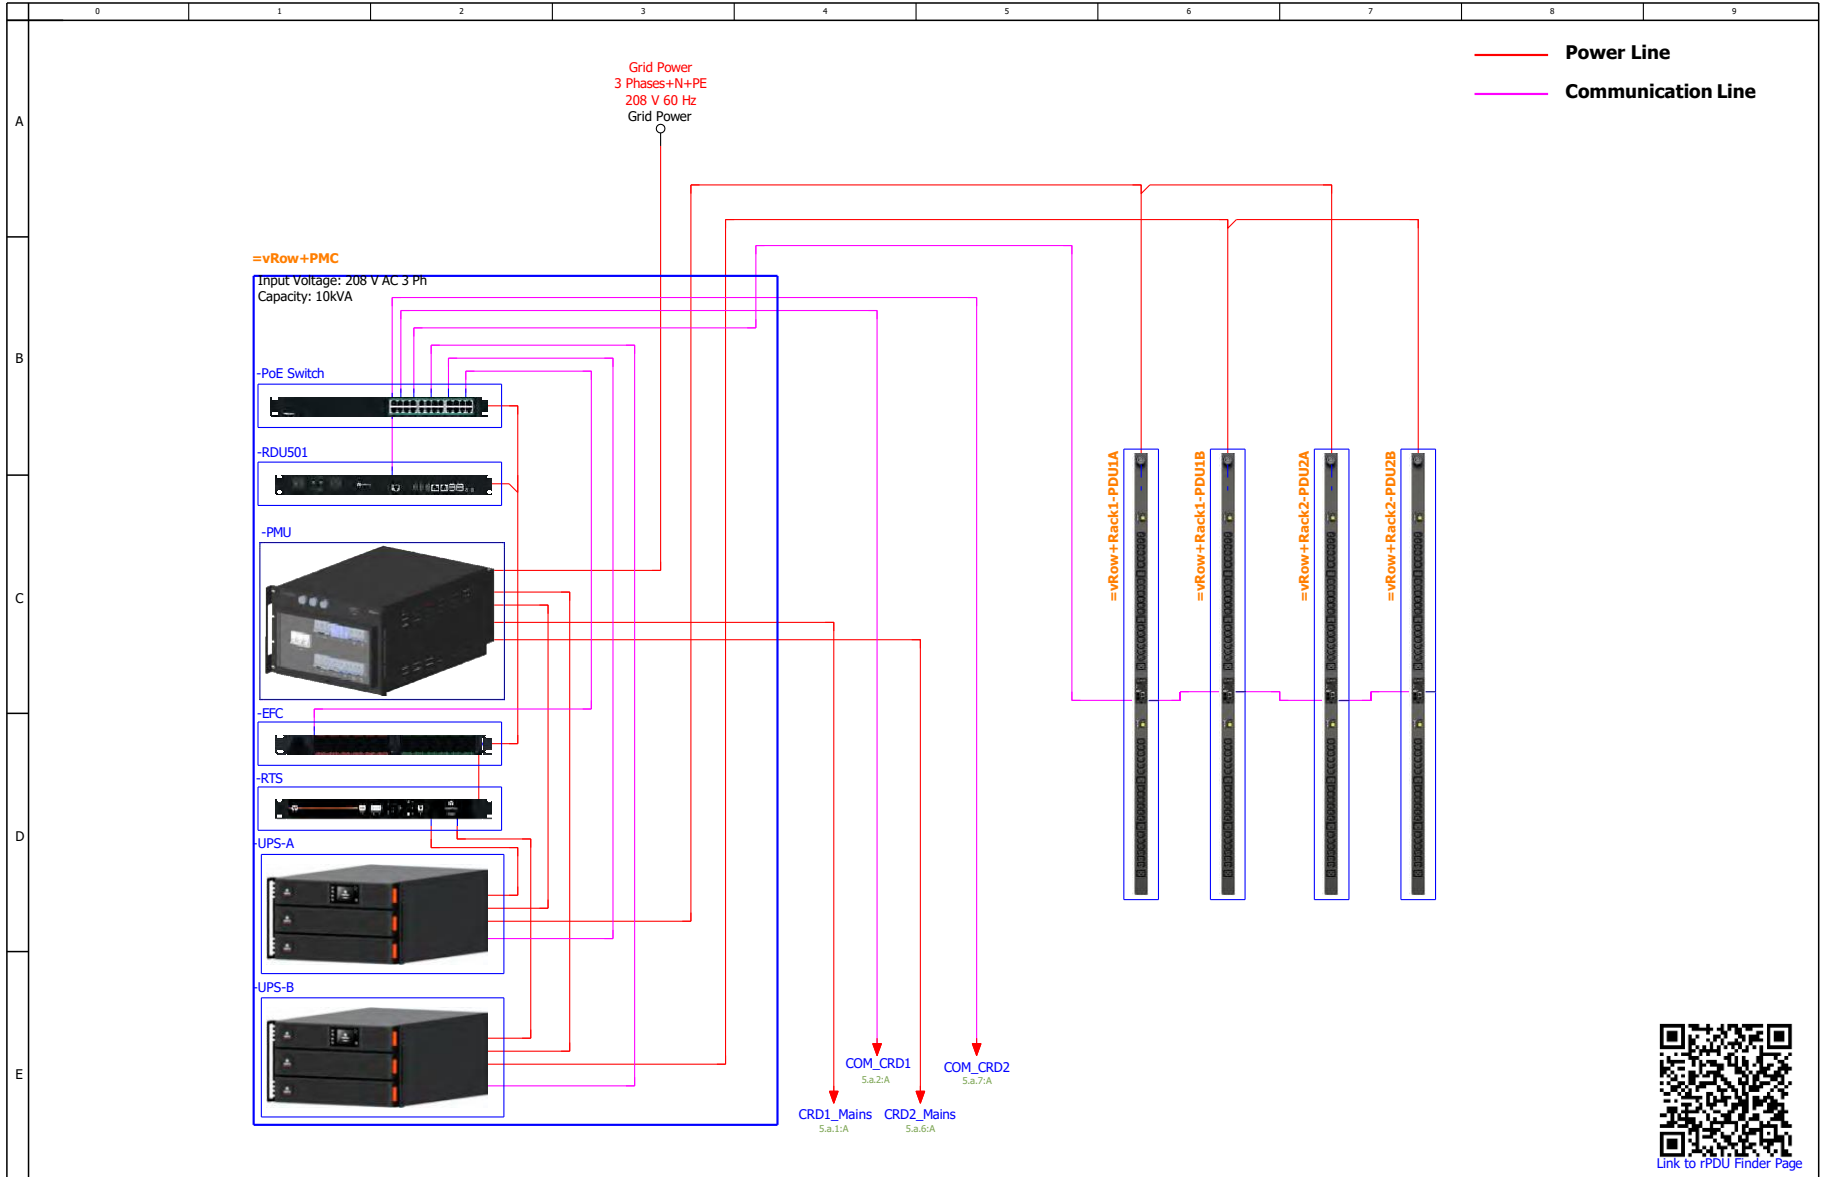 0 1 2 3 4 5 6 7 8 9
A
B
C
D
E
Power Line
Communication Line
Grid Power
3 Phases+N+PE
208 V 60 Hz
Grid Power
=vRow+PMC
Input Voltage: 208 V AC 3 Ph
Capacity: 10kVA
-PoE Switch
-RDU501
-PMU
-EFC
-RTS
-UPS-A
-UPS-B
=vRow+Rack1-PDU1A
=vRow+Rack1-PDU1B
=vRow+Rack2-PDU2A
=vRow+Rack2-PDU2B
COM_CRD1
5.a.2:A
COM_CRD2
5.a.7:A
CRD1_Mains
5.a.1:A
CRD2_Mains
5.a.6:A
Link to rPDU Finder Page